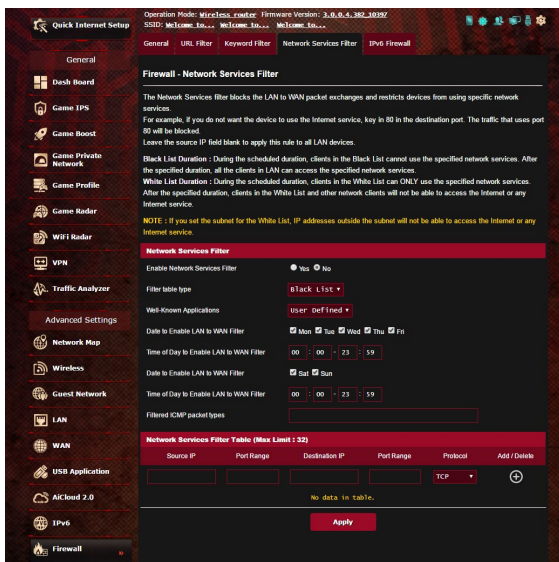 Quick Internet Setup
Operation Mode: Wireless router Firmware Version: 3.0.0.4.382_10397
SSID: Welcome to... Welcome to... Welcome to...
General URL Filter Keyword Filter Network Services Filter IPv6 Firewall
General
Dash Board
Game IPS
Game Boost
Game Private
Network
Game Profile
Game Radar
WiFi Radar
VPN
Traffic Analyzer
Advanced Settings
Network Map
Wireless
Guest Network
LAN
WAN
USB Application
AiCloud 2.0
IPv6
Firewall
Firewall - Network Services Filter
The Network Services filter blocks the LAN to WAN packet exchanges and restricts devices from using specific network
services.
For example, if you do not want the device to use the Internet service, key in 80 in the destination port. The traffic that uses port
80 will be blocked.
Leave the source IP field blank to apply this rule to all LAN devices.
Black List Duration : During the scheduled duration, clients in the Black List cannot use the specified network services. After
the specified duration, all the clients in LAN can access the specified network services.
White List Duration : During the scheduled duration, clients in the White List can ONLY use the specified network services.
After the specified duration, clients in the White List and other network clients will not be able to access the Internet or any
Internet service.
NOTE : If you set the subnet for the White List, IP addresses outside the subnet will not be able to access the Internet or any
Internet service.
Network Services Filter
Enable Network Services Filter Yes No
Filter table type Black List
Well-Known Applications User Defined
Date to Enable LAN to WAN Filter Mon Tue Wed Thu Fri
Time of Day to Enable LAN to WAN Filter 00 : 00 - 23 : 59
Date to Enable LAN to WAN Filter Sat Sun
Time of Day to Enable LAN to WAN Filter 00 : 00 - 23 : 59
Filtered ICMP packet types
Network Services Filter Table (Max Limit : 32)
Source IP Port Range Destination IP Port Range Protocol Add / Delete
TCP
No data in table.
Apply